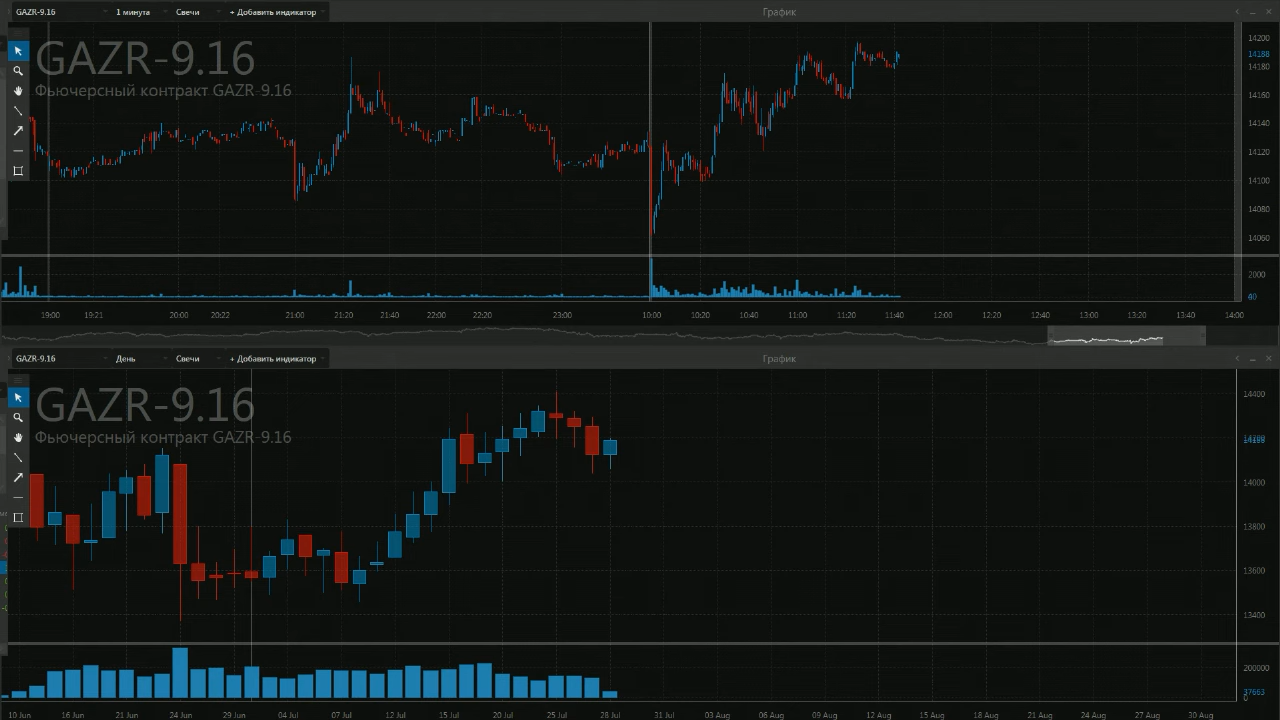 GAZR-9.16 1 минута Свечи + Добавить индикатор График
GAZR-9.16
Фьючерсный контракт GAZR-9.16
14200
14188
14180
14160
14140
14120
14100
14080
14060
2000
40
19:00 19:21 20:00 20:22 21:00 21:20 21:40 22:00 22:20 23:00 10:00 10:20 10:40 11:00 11:20 11:40 12:00 12:20 12:40 13:00 13:20 13:40 14:00
GAZR-9.16 День Свечи + Добавить индикатор График
GAZR-9.16
Фьючерсный контракт GAZR-9.16
14400
14000
13800
13600
13400
200000
37663
0
10 Jun 16 Jun 21 Jun 24 Jun 29 Jun 04 Jul 07 Jul 12 Jul 15 Jul 20 Jul 25 Jul 28 Jul 31 Jul 03 Aug 06 Aug 09 Aug 12 Aug 15 Aug 18 Aug 21 Aug 24 Aug 27 Aug 30 Aug